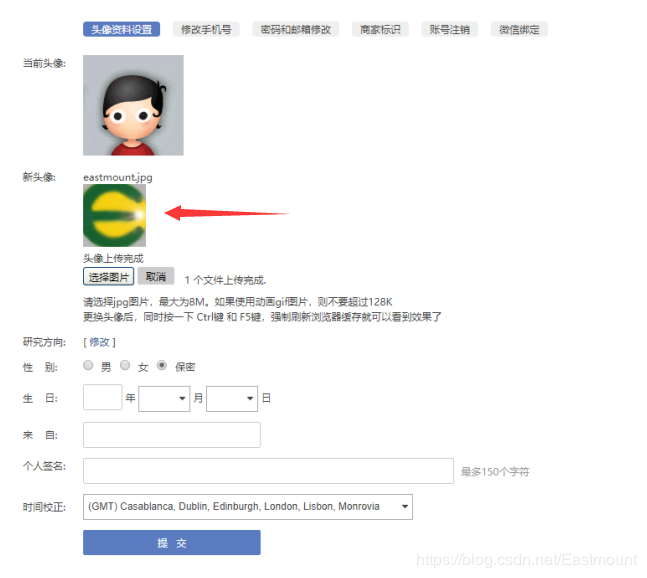 头像资料设置 修改手机号 密码和邮箱修改 商家标识 账号注销 微信绑定
当前头像:
新头像: eastmount.jpg
头像上传完成
选择图片 取消 1 个文件上传完成.
请选择jpg图片，最大为8M。如果使用动画gif图片，则不要超过128K
更换头像后，同时按一下 Ctrl键 和 F5键，强制刷新浏览器缓存就可以看到效果了
研究方向: [ 修改 ]
性 别: 男 女 保密
生 日: 年 月 日
来 自:
个人签名: 最多150个字符
时间校正: (GMT) Casablanca, Dublin, Edinburgh, London, Lisbon, Monrovia
提 交
https://blog.csdn.net/Eastmount